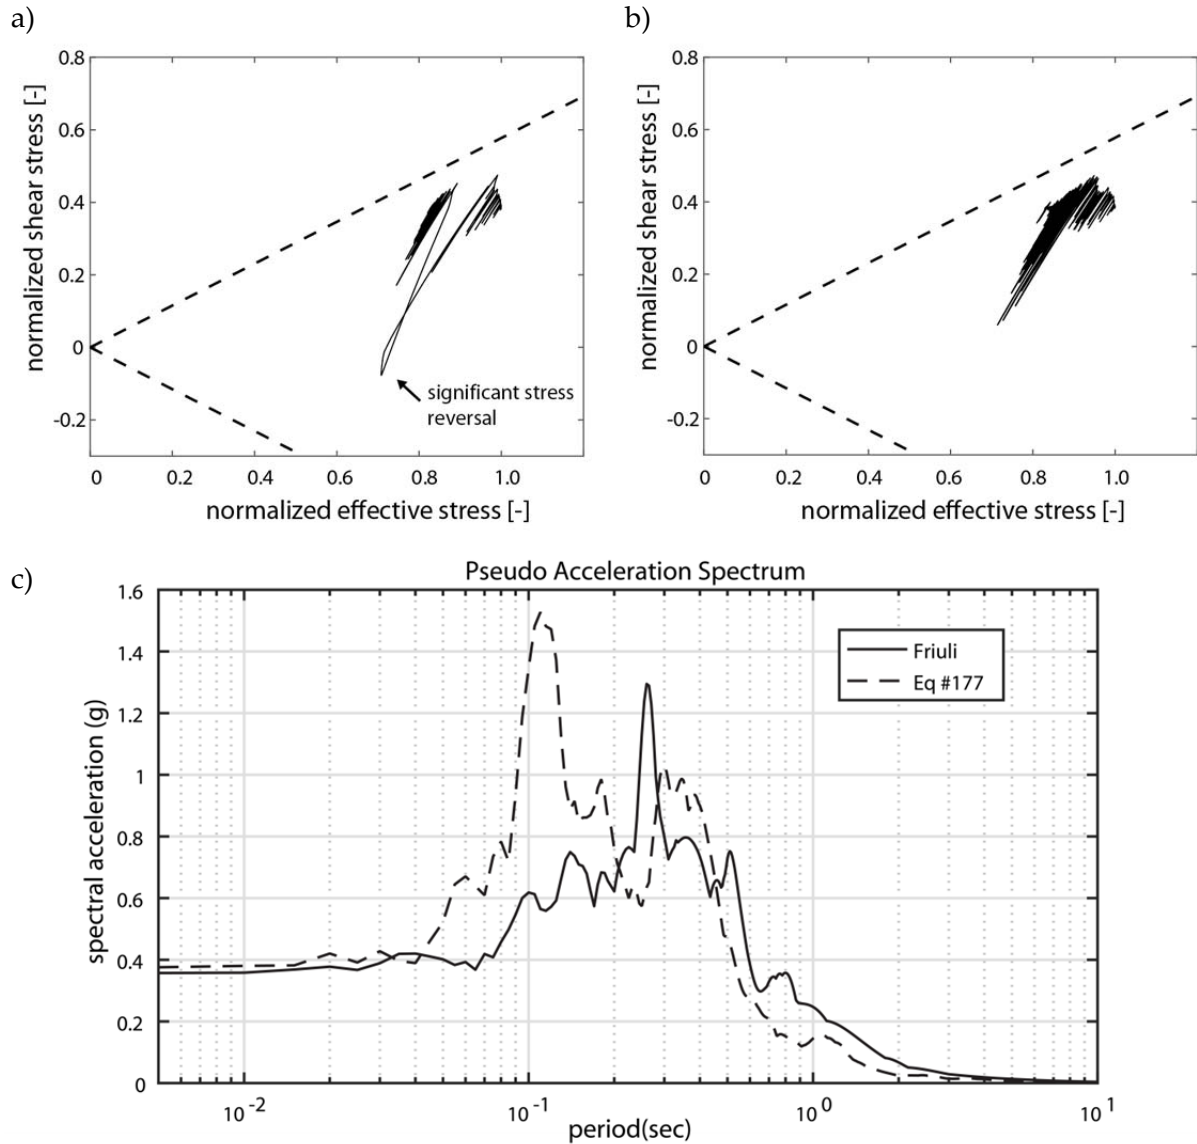 a)
b)
0.8
0.6
0.4
0.2
0
-0.2
normalized shear stress [-]
significant stress
reversal
0 0.2 0.4 0.6 0.8 1.0
normalized effective stress [-]
0.8
0.6
0.4
0.2
0
-0.2
normalized shear stress [-]
0 0.2 0.4 0.6 0.8 1.0
normalized effective stress [-]
c)
Pseudo Acceleration Spectrum
1.6
1.4
1.2
1
0.8
0.6
0.4
0.2
0
spectral acceleration (g)
Friuli
Eq #177
10^-2 10^-1 10^0 10^1
period(sec)